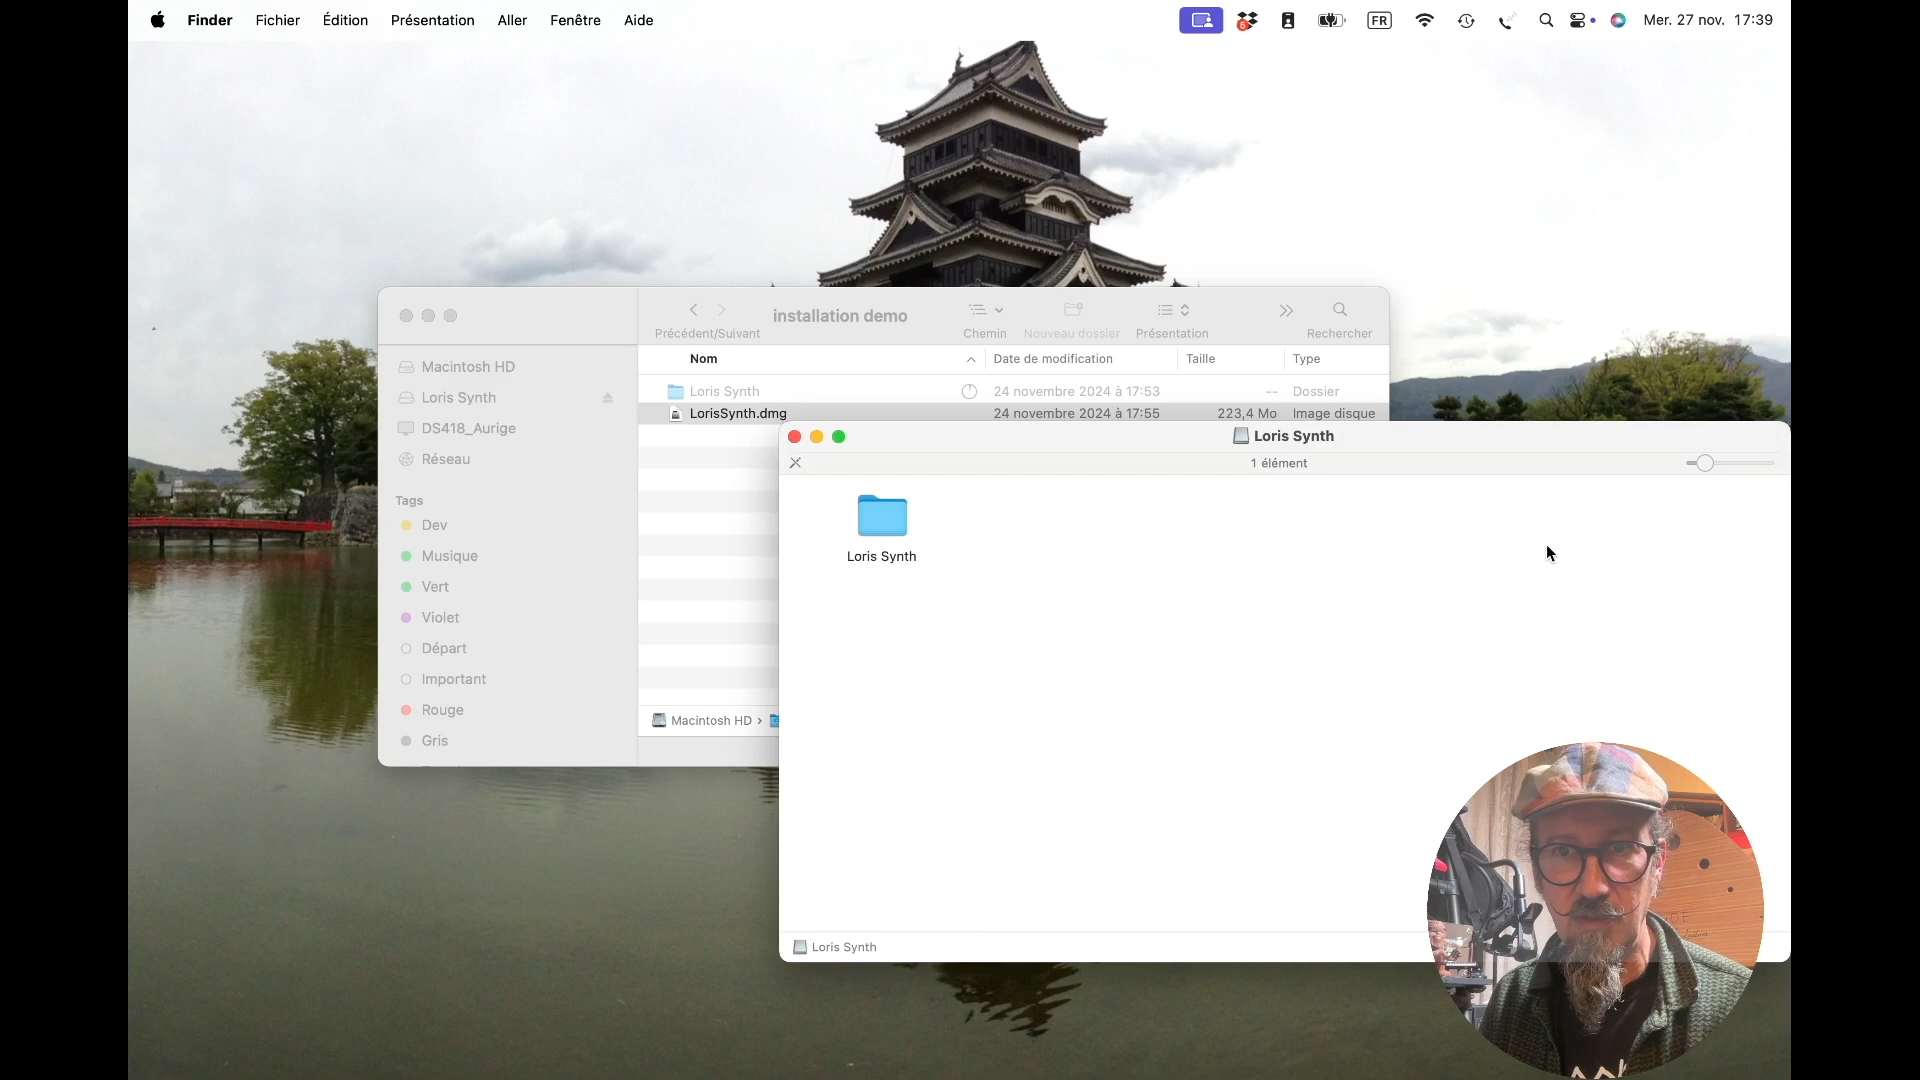 Finder Fichier Édition Présentation Aller Fenêtre Aide
5 FR Mer. 27 nov. 17:39
installation demo
Précédent/Suivant Chemin Nouveau dossier Présentation Rechercher
Nom Date de modification Taille Type
Macintosh HD
Loris Synth
DS418_Aurige
Réseau
Tags
Dev
Musique
Vert
Violet
Départ
Important
Rouge
Gris
Loris Synth 24 novembre 2024 à 17:53 -- Dossier
LorisSynth.dmg 24 novembre 2024 à 17:55 223,4 Mo Image disque
Macintosh HD ›
Loris Synth
1 élément
Loris Synth
Loris Synth